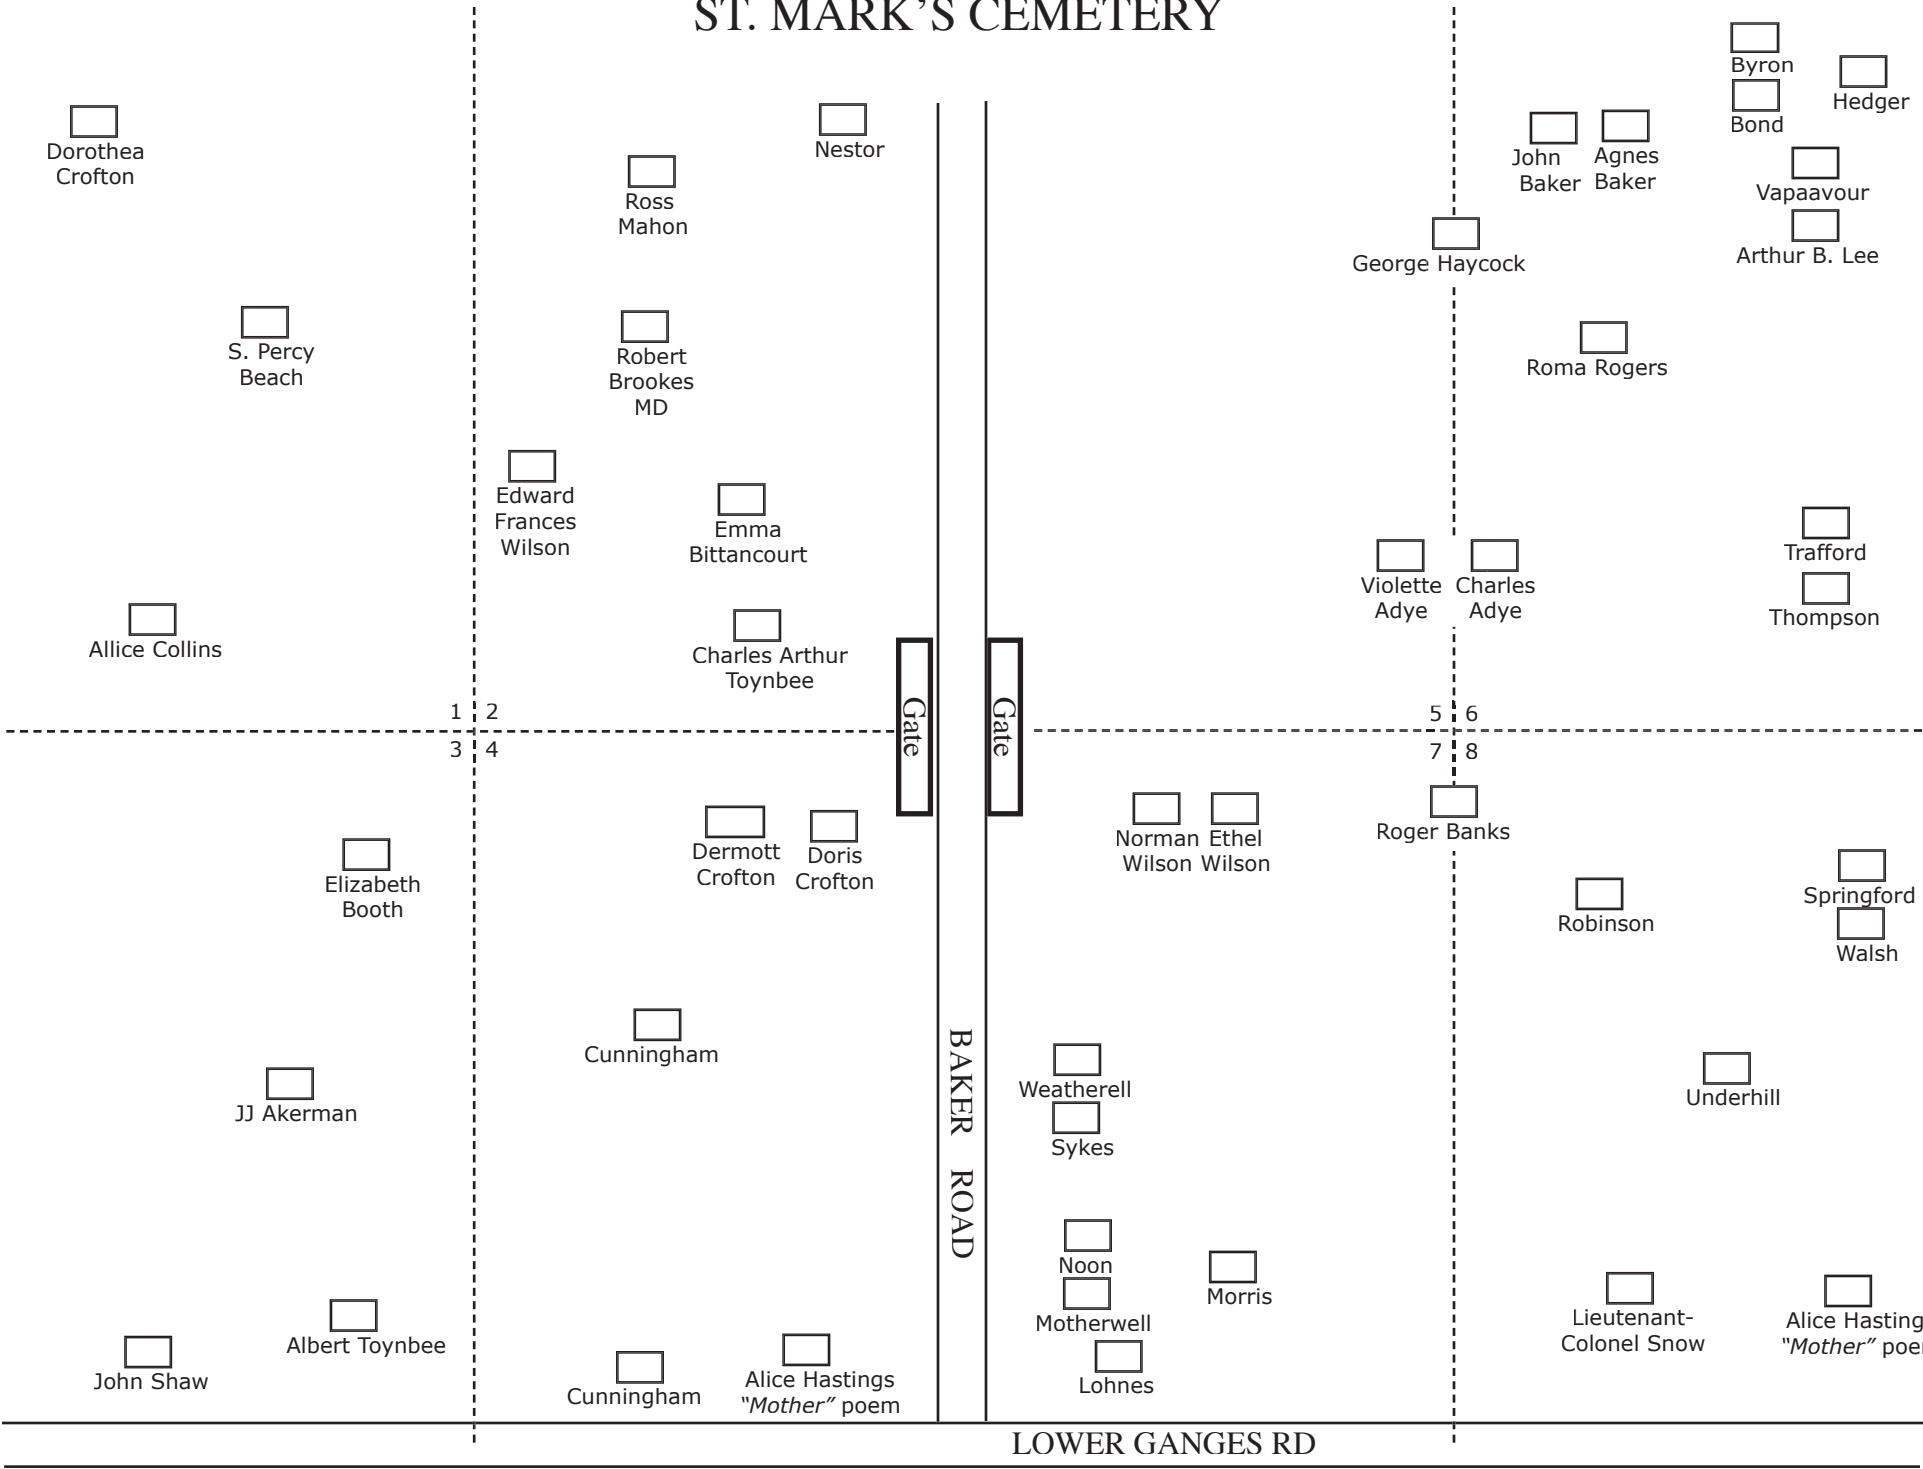 ST. MARK'S CEMETERY
Dorothea
Crofton
S. Percy
Beach
Allice Collins
Nestor
Ross
Mahon
Robert
Brookes
MD
Edward
Frances
Wilson
Emma
Bittancourt
Charles Arthur
Toynbee
Byron
Hedger
Bond
John
Baker
Agnes
Baker
Vapaavour
Arthur B. Lee
George Haycock
Roma Rogers
Violette
Adye
Charles
Adye
Trafford
Thompson
Gate
Gate
1
2
3
4
5
6
7
8
Elizabeth
Booth
JJ Akerman
Albert Toynbee
John Shaw
Dermott
Crofton
Doris
Crofton
Cunningham
Cunningham
Alice Hastings
"Mother" poem
BAKER ROAD
Norman
Wilson
Ethel
Wilson
Roger Banks
Weatherell
Sykes
Noon
Motherwell
Morris
Lohnes
Robinson
Springford
Walsh
Underhill
Lieutenant-
Colonel Snow
Alice Hasting
"Mother" poe
LOWER GANGES RD